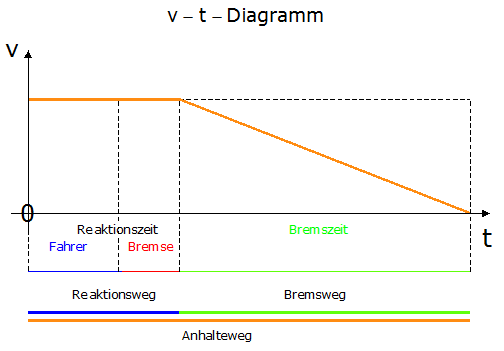 v – t – Diagramm
v
0
t
Reaktionszeit
Bremszeit
Fahrer
Bremse
Reaktionsweg
Bremsweg
Anhalteweg